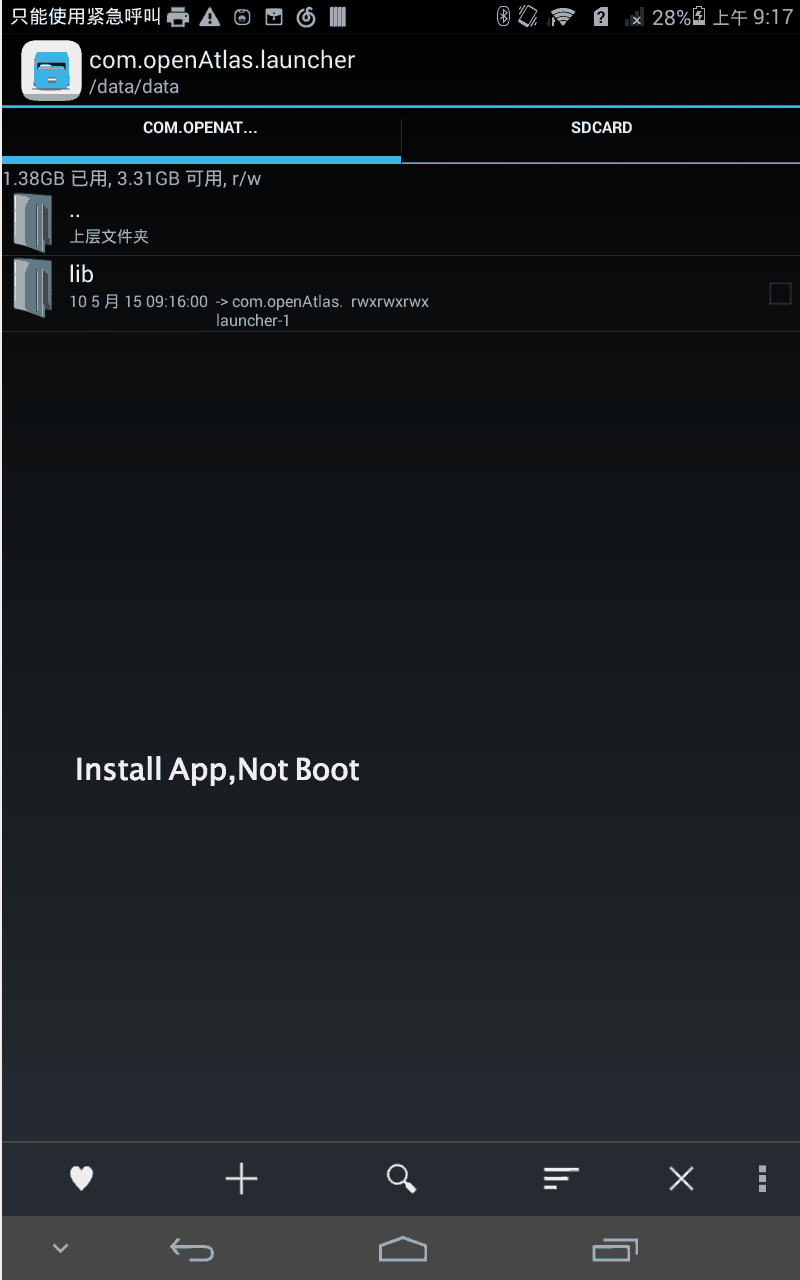 只能使用紧急呼叫 28% 上午 9:17
com.openAtlas.launcher
/data/data
COM.OPENAT... SDCARD
1.38GB 已用, 3.31GB 可用, r/w
..
上层文件夹
lib
10 5 月 15 09:16:00 -> com.openAtlas. rwxrwxrwx
launcher-1
Install App,Not Boot